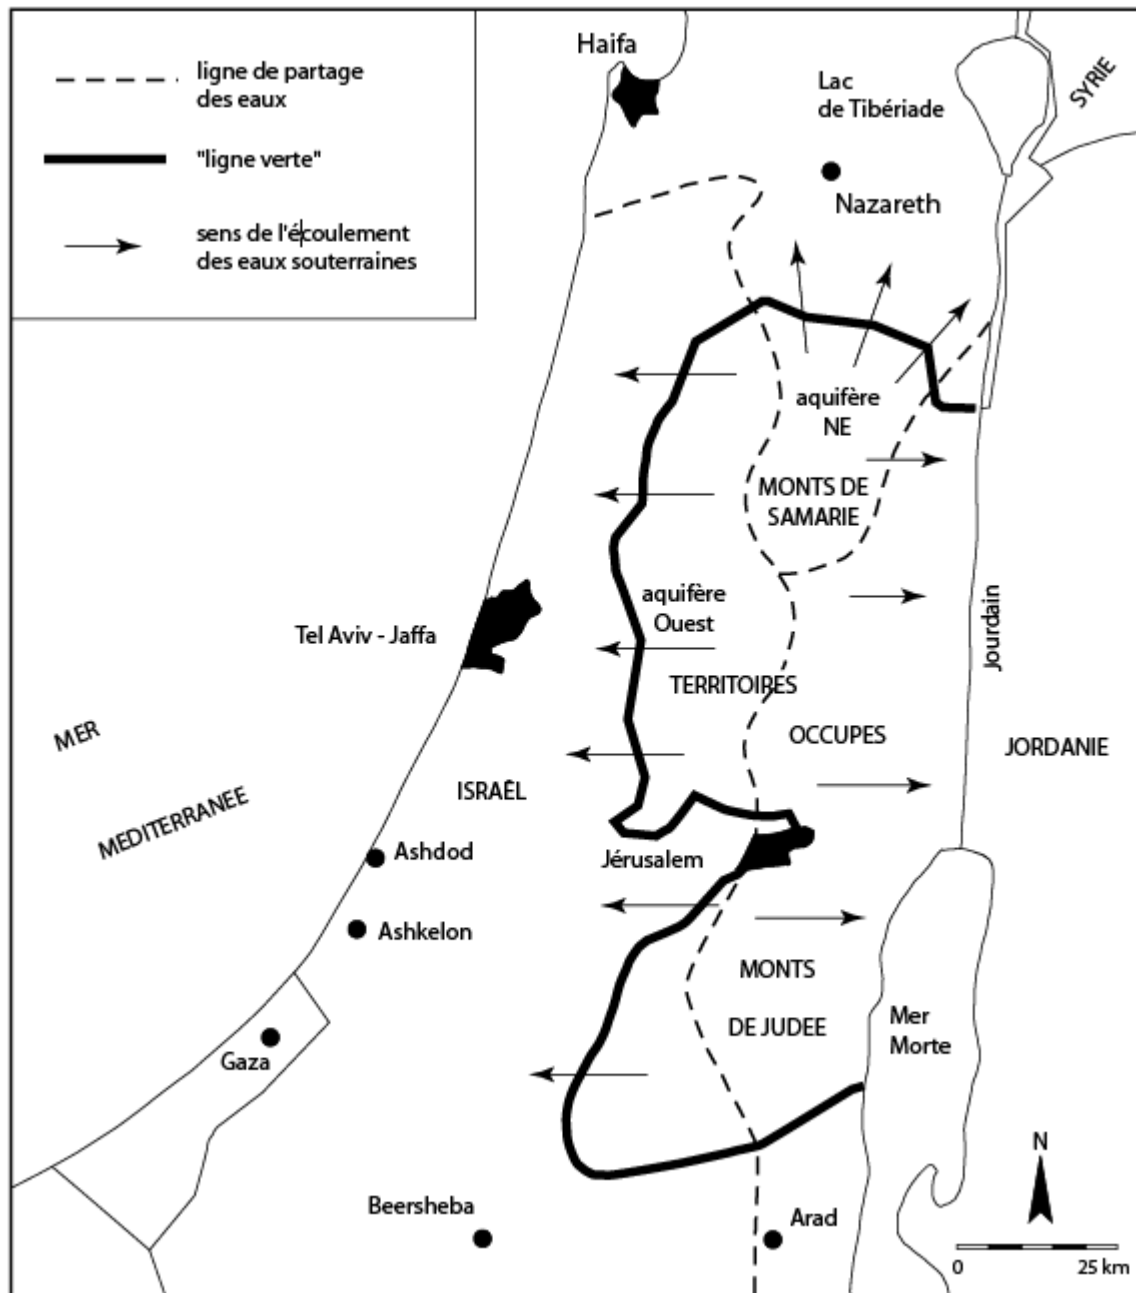 ligne de partage
des eaux
"ligne verte"
sens de l'écoulement
des eaux souterraines
Haifa
Lac
de Tibériade
SYRIE
Nazareth
aquifère
NE
MONTS DE
SAMARIE
aquifère
Ouest
Tel Aviv - Jaffa
Jourdain
TERRITOIRES
OCCUPES
JORDANIE
MER
MEDITERRANEE
ISRAËL
Ashdod
Jérusalem
Ashkelon
MONTS
DE JUDEE
Mer
Morte
Gaza
Beersheba
Arad
N
0 25 km